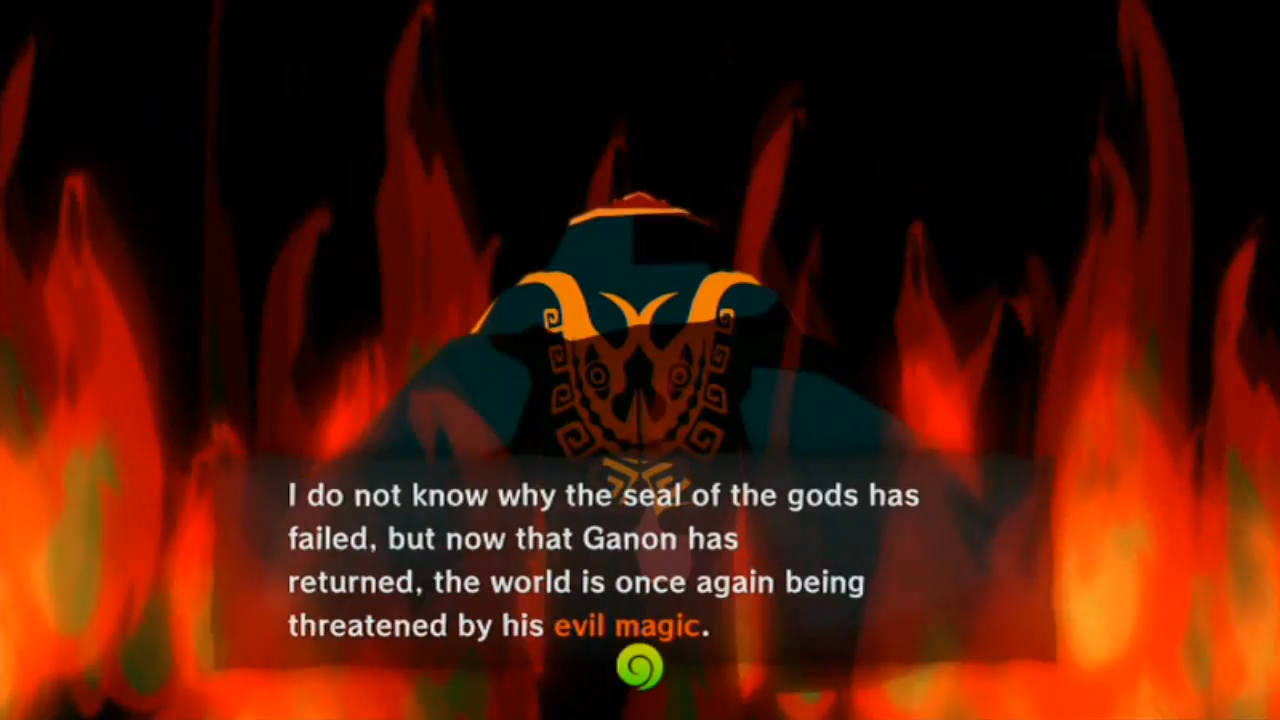 I do not know why the seal of the gods has
failed, but now that Ganon has
returned, the world is once again being
threatened by his evil magic.